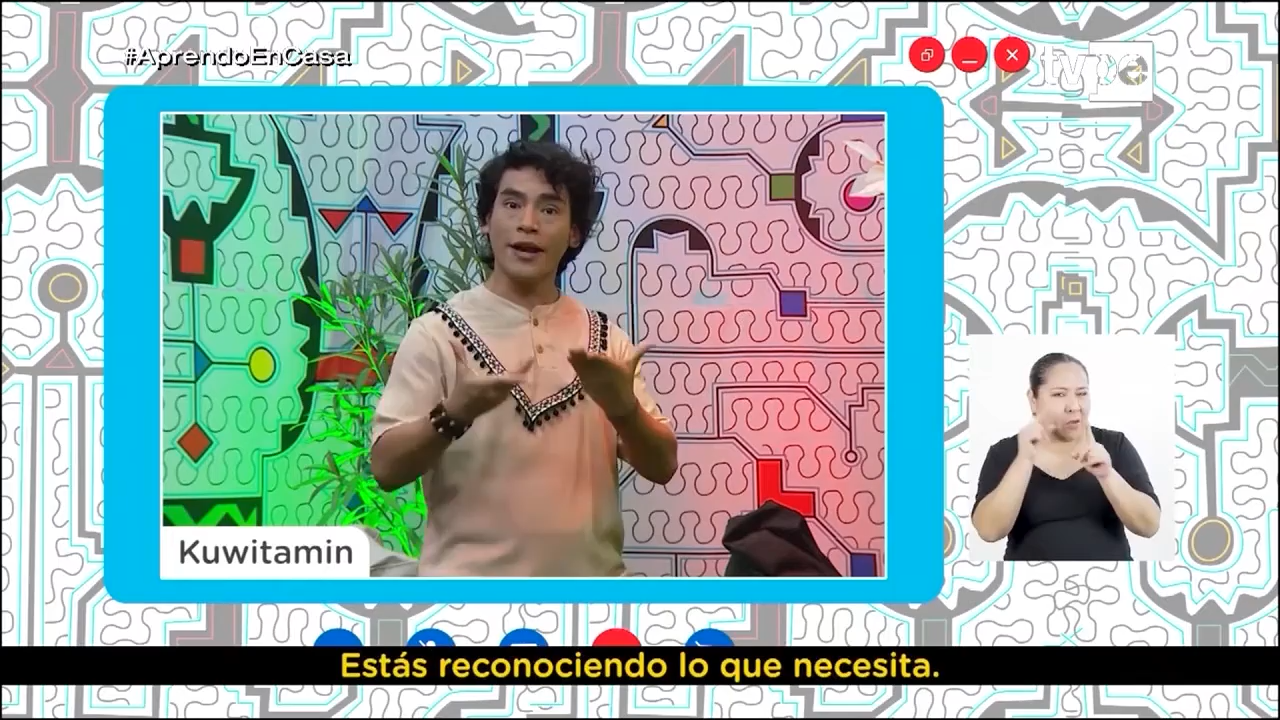 #AprendoEnCasa
tvpe
Kuwitamin
Estás reconociendo lo que necesita.